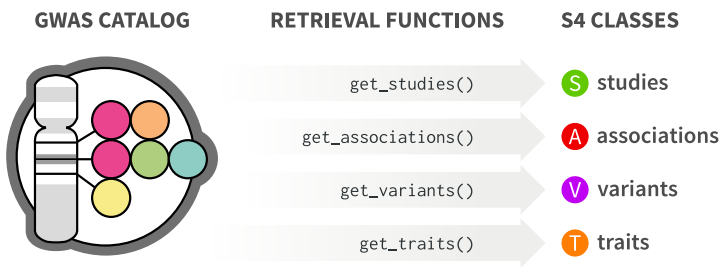 GWAS CATALOG RETRIEVAL FUNCTIONS S4 CLASSES
get_studies() S studies
get_associations() A associations
get_variants() V variants
get_traits() T traits